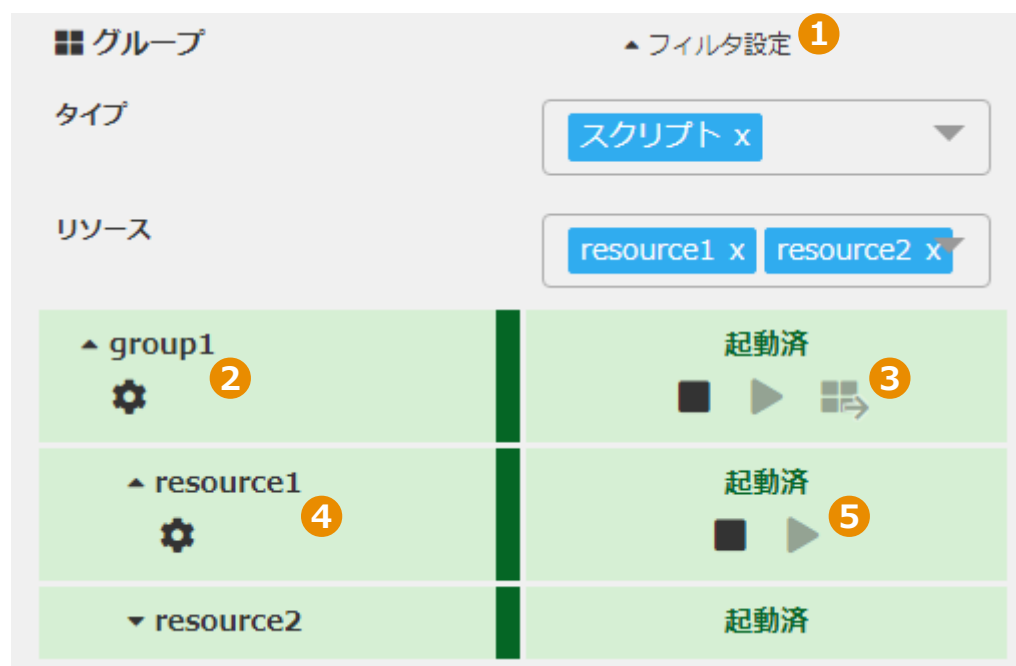 グループ
フィルタ設定 1
タイプ
スクリプト x
リソース
resource1 x resource2 x
group1
起動済
2
3
resource1
起動済
4
5
resource2
起動済